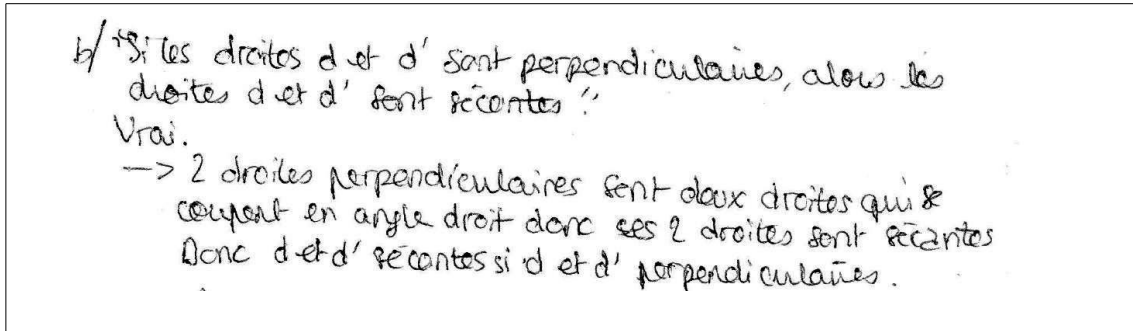 b/ "Si les droites d et d' sont perpendiculaires, alors les
droites d et d' sont sécantes"
Vrai.
—> 2 droites perpendiculaires sont deux droites qui se
coupent en angle droit donc ses 2 droites sont sécantes
Donc d et d' sécantes si d et d' perpendiculaires.